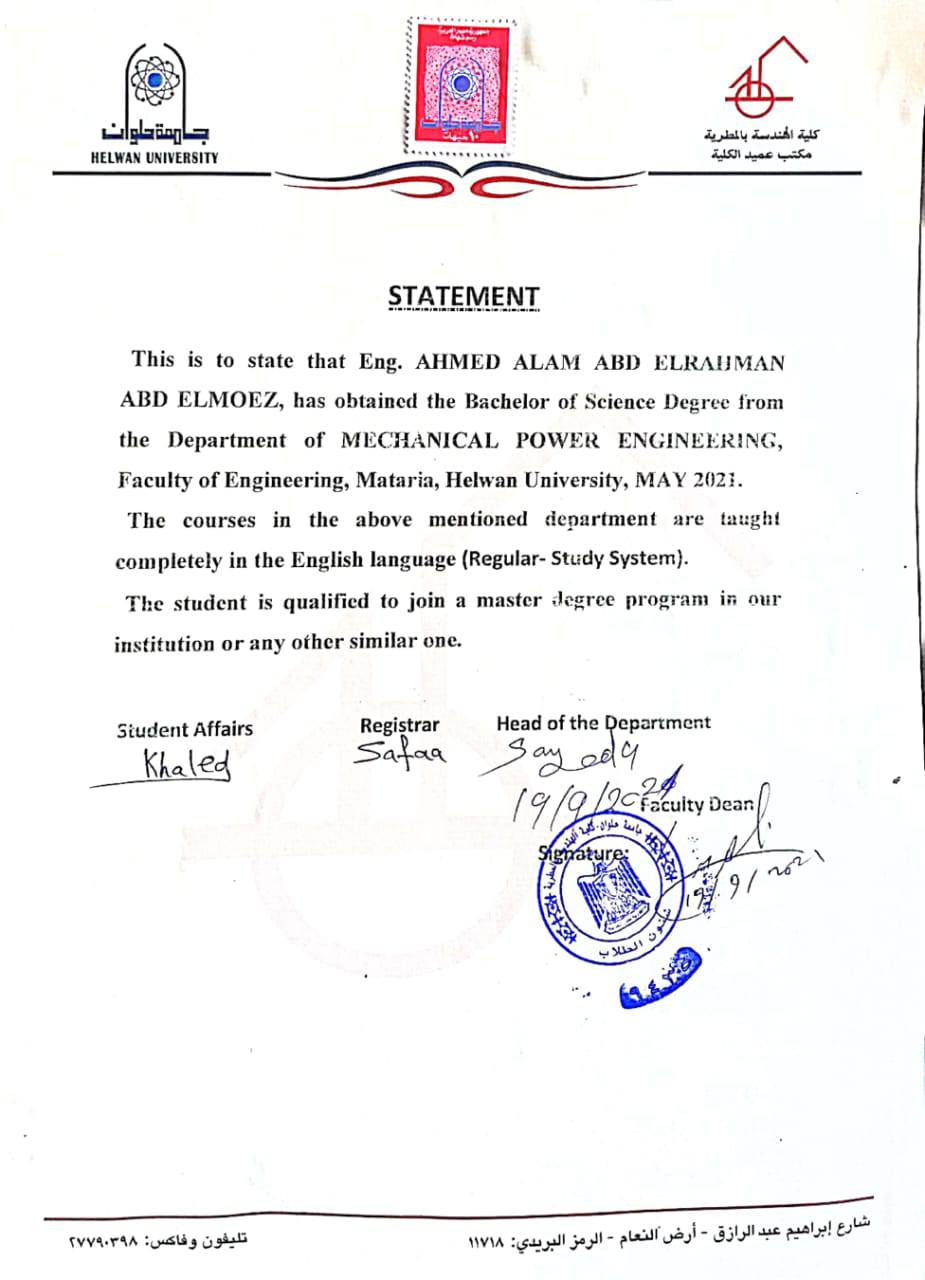 جمهورية مصر العربية
جامعة حلوان
١٠ جنيهات
جامعة حلوان
HELWAN UNIVERSITY
كلية الهندسة بالمطرية
مكتب عميد الكلية
STATEMENT
This is to state that Eng. AHMED ALAM ABD ELRAHMAN
ABD ELMOEZ, has obtained the Bachelor of Science Degree from
the Department of MECHANICAL POWER ENGINEERING,
Faculty of Engineering, Mataria, Helwan University, MAY 2021.
The courses in the above mentioned department are taught
completely in the English language (Regular- Study System).
The student is qualified to join a master degree program in our
institution or any other similar one.
Student Affairs Registrar Head of the Department
Khaled Safaa Sayeda
19/9/2021
Faculty Dean
Signature:
19/9/2021
شئون الطلاب
تليفون وفاكس: ٢٧٧٩٠٣٩٨
شارع إبراهيم عبد الرازق - أرض النعام - الرمز البريدي: ١١٧١٨